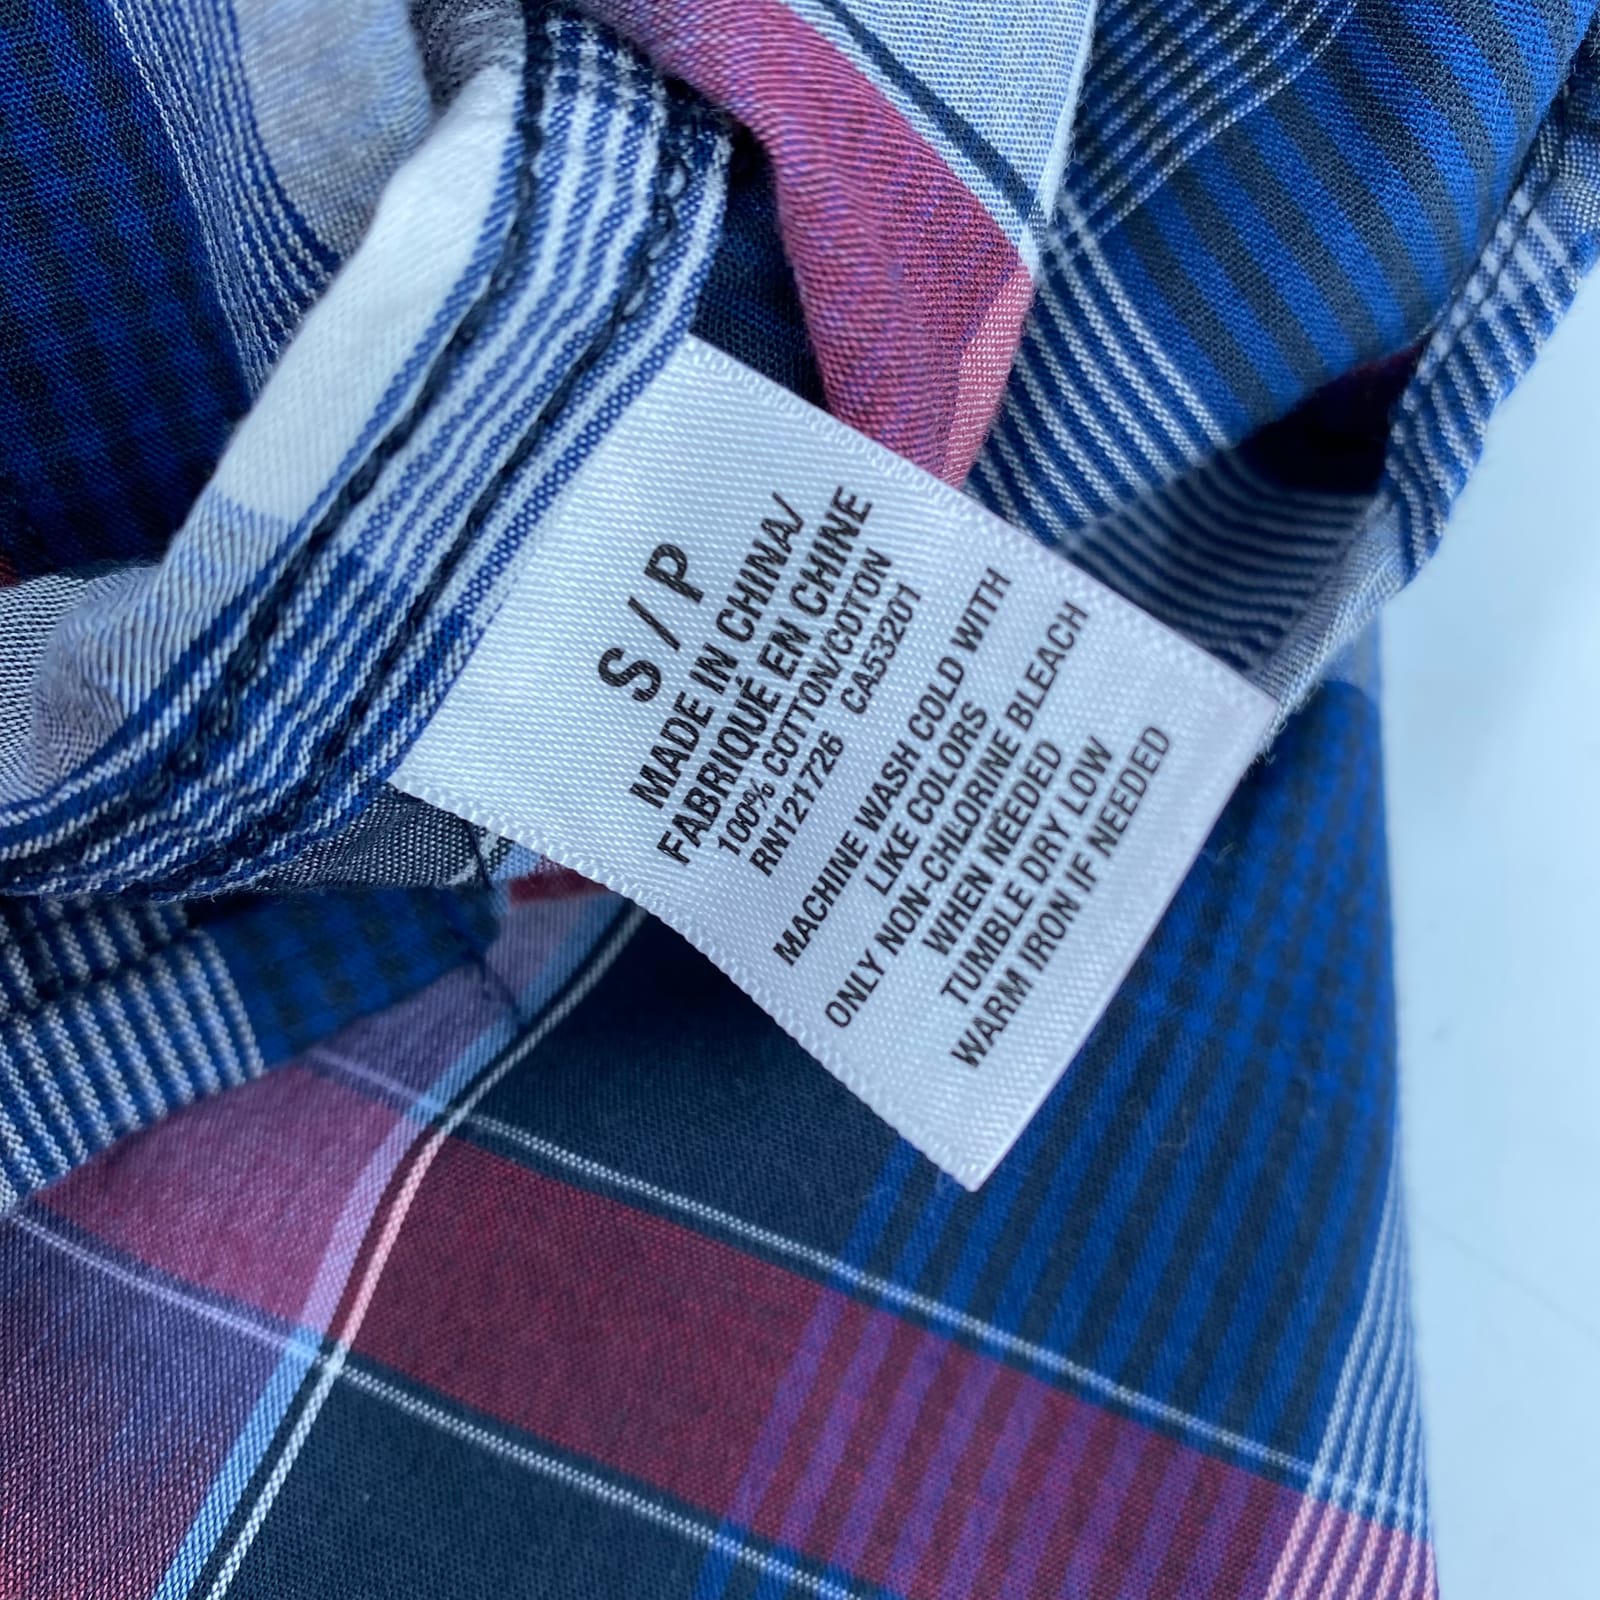 S / P
MADE IN CHINA/
FABRIQUÉ EN CHINE
100% COTTON/COTON
RN121726 CA53201
MACHINE WASH COLD WITH
LIKE COLORS
ONLY NON-CHLORINE BLEACH
WHEN NEEDED
TUMBLE DRY LOW
WARM IRON IF NEEDED